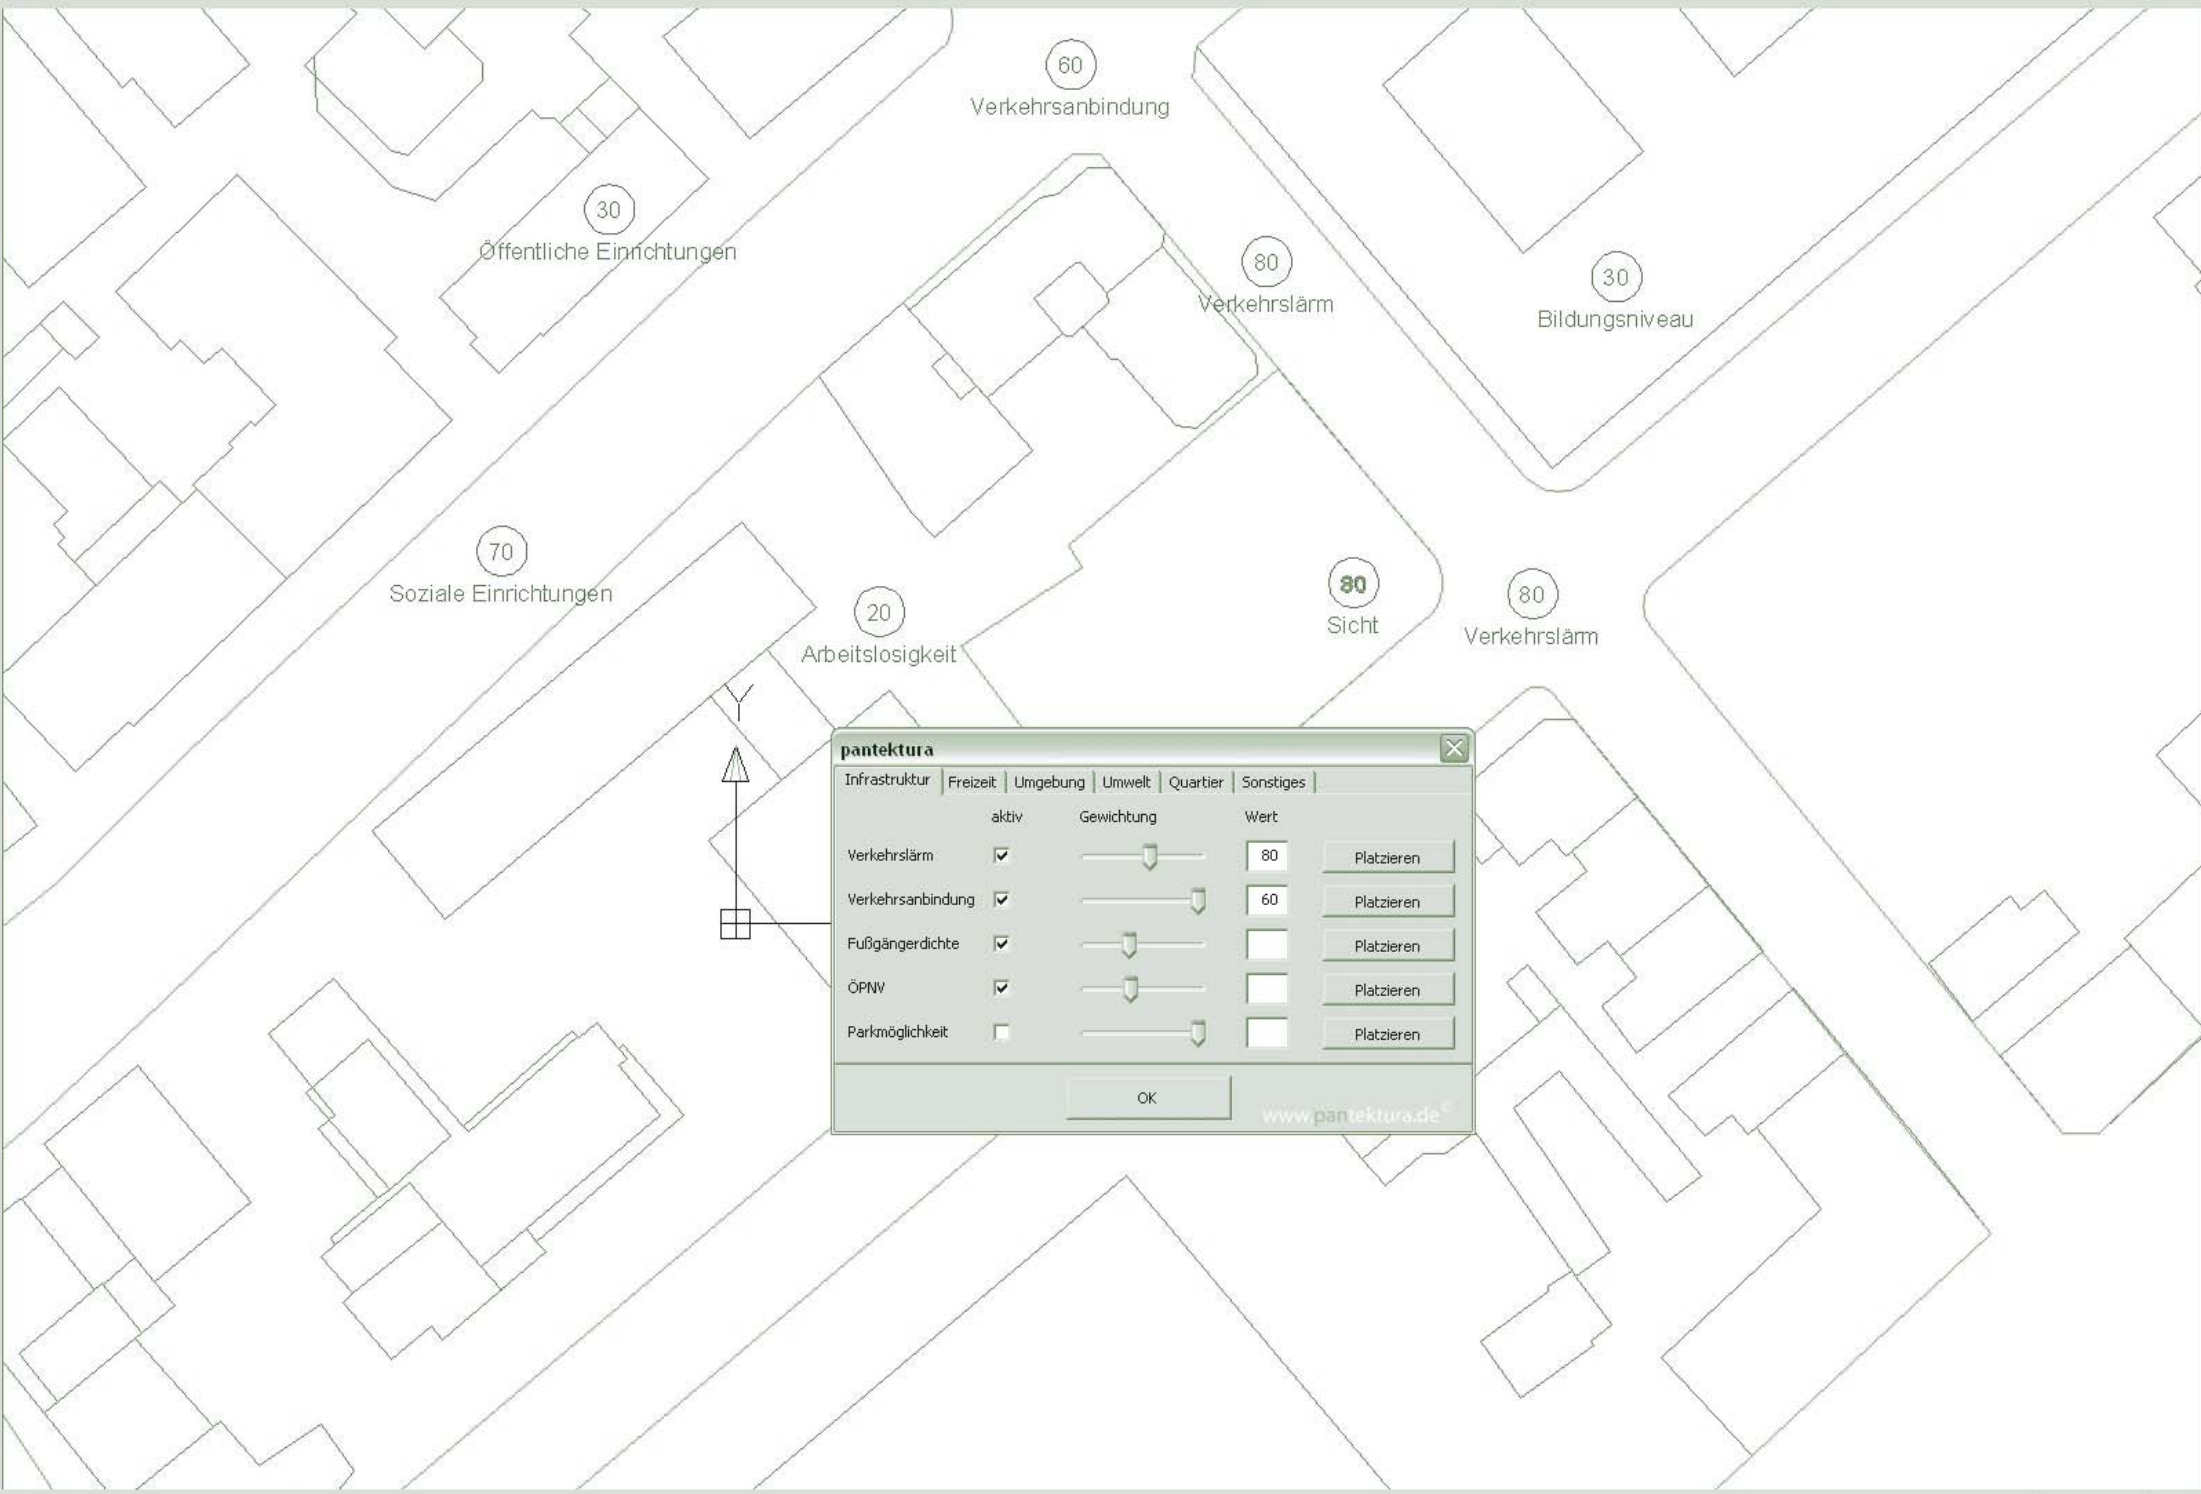 60
Verkehrsanbindung
30
Öffentliche Einrichtungen
80
Verkehrslärm
30
Bildungsniveau
70
Soziale Einrichtungen
20
Arbeitslosigkeit
80
Sicht
80
Verkehrslärm
Y
pantektura
Infrastruktur Freizeit Umgebung Umwelt Quartier Sonstiges
aktiv Gewichtung Wert
Verkehrslärm 80 Platzieren
Verkehrsanbindung 60 Platzieren
Fußgängerdichte Platzieren
ÖPNV Platzieren
Parkmöglichkeit Platzieren
OK
www.pantektura.de©